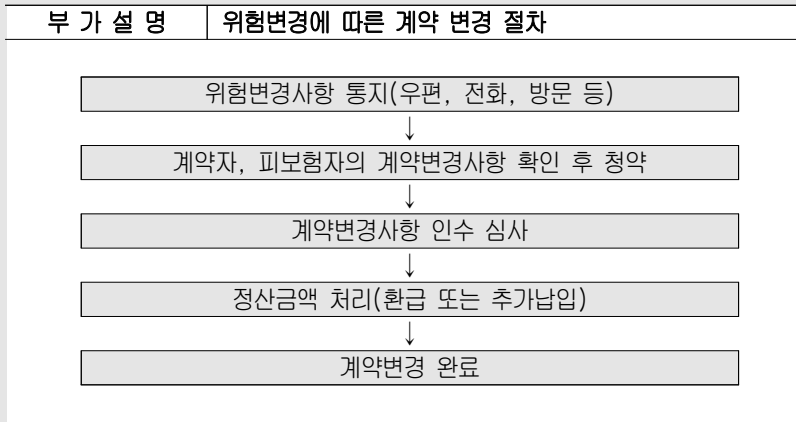 부 가 설 명 위험변경에 따른 계약 변경 절차
위험변경사항 통지(우편, 전화, 방문 등)
↓
계약자, 피보험자의 계약변경사항 확인 후 청약
↓
계약변경사항 인수 심사
↓
정산금액 처리(환급 또는 추가납입)
↓
계약변경 완료